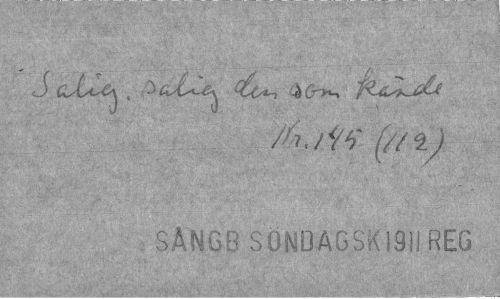 Salig. salig den som kände
Nr. 145 (112)
SÅNGB SÖNDAGSK 1911 REG